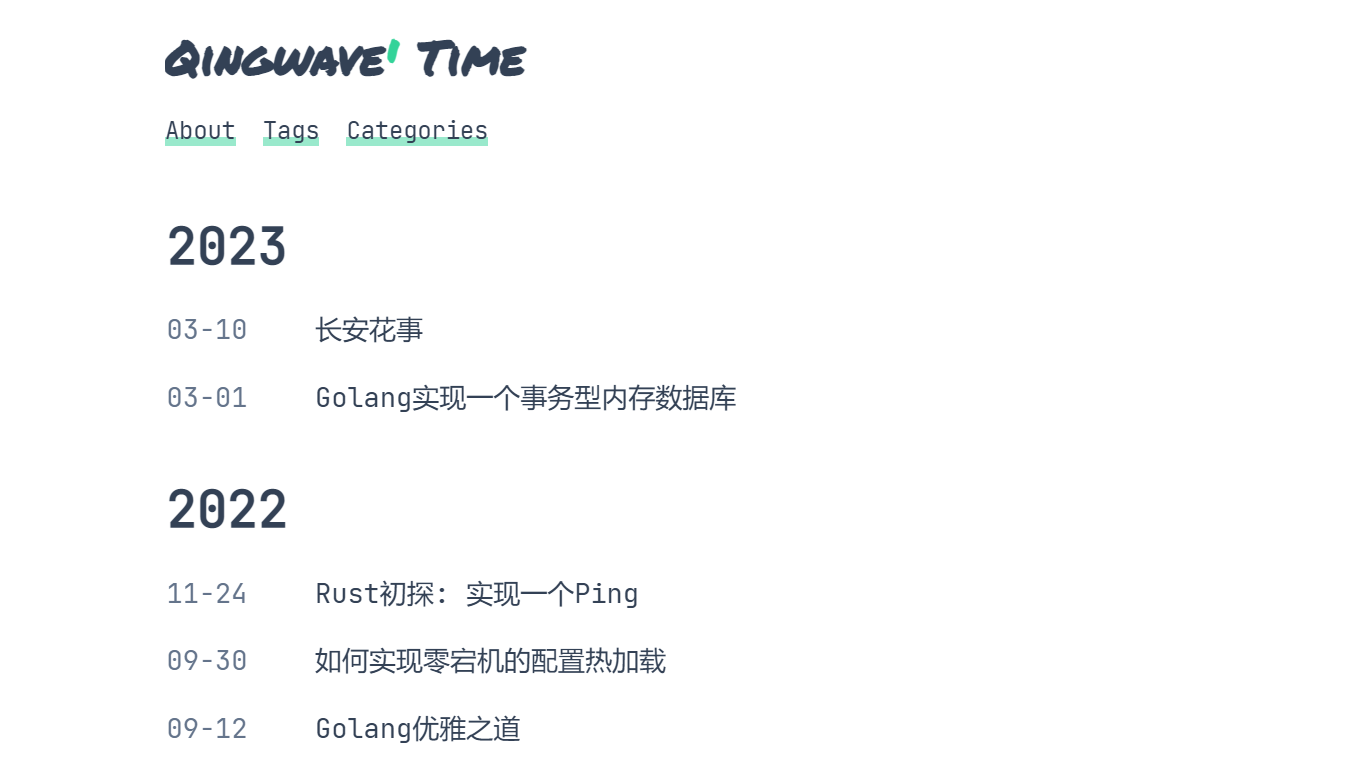 Qingwave' Time
About Tags Categories
2023
03-10 长安花事
03-01 Golang实现一个事务型内存数据库
2022
11-24 Rust初探: 实现一个Ping
09-30 如何实现零宕机的配置热加载
09-12 Golang优雅之道